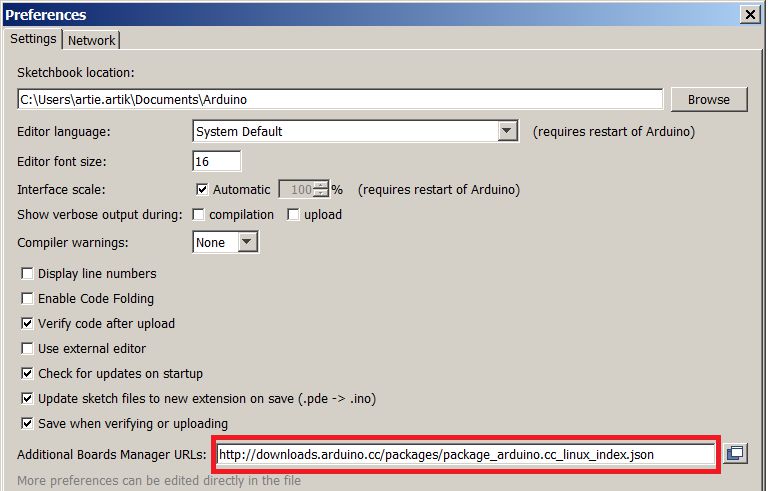 Preferences
Settings Network
Sketchbook location:
C:\Users\artie.artik\Documents\Arduino Browse
Editor language: System Default (requires restart of Arduino)
Editor font size: 16
Interface scale: Automatic 100 % (requires restart of Arduino)
Show verbose output during: compilation upload
Compiler warnings: None
Display line numbers
Enable Code Folding
Verify code after upload
Use external editor
Check for updates on startup
Update sketch files to new extension on save (.pde -> .ino)
Save when verifying or uploading
Additional Boards Manager URLs: http://downloads.arduino.cc/packages/package_arduino.cc_linux_index.json
More preferences can be edited directly in the file